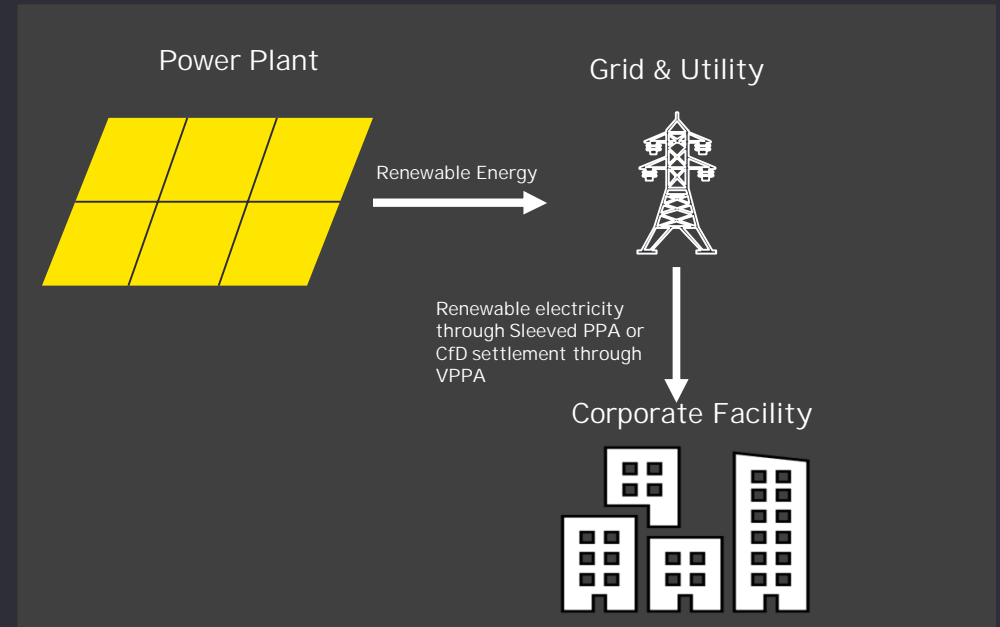 Power Plant
Grid & Utility
Renewable Energy
Renewable electricity
through Sleeved PPA or
CfD settlement through
VPPA
Corporate Facility